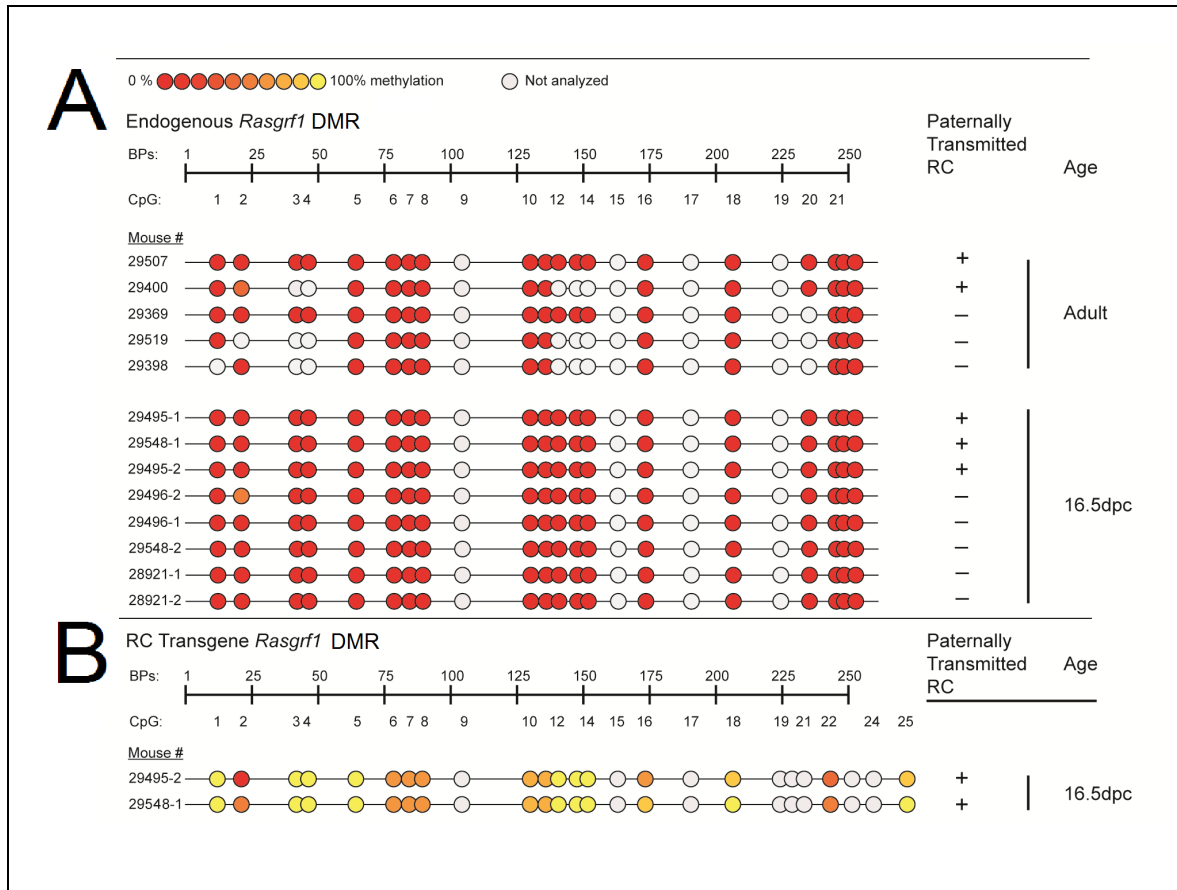 A
0 % 100% methylation Not analyzed
Endogenous Rasgrf1 DMR
Paternally
Transmitted
RC
Age
BPs: 1 25 50 75 100 125 150 175 200 225 250
CpG: 1 2 3 4 5 6 7 8 9 10 12 14 15 16 17 18 19 20 21
Mouse #
29507 +
29400 +
29369 –
29519 –
29398 –
Adult
29495-1 +
29548-1 +
29495-2 +
29496-2 –
29496-1 –
29548-2 –
28921-1 –
28921-2 –
16.5dpc
B
RC Transgene Rasgrf1 DMR
Paternally
Transmitted
RC
Age
BPs: 1 25 50 75 100 125 150 175 200 225 250
CpG: 1 2 3 4 5 6 7 8 9 10 12 14 15 16 17 18 19 21 22 24 25
Mouse #
29495-2 +
29548-1 +
16.5dpc